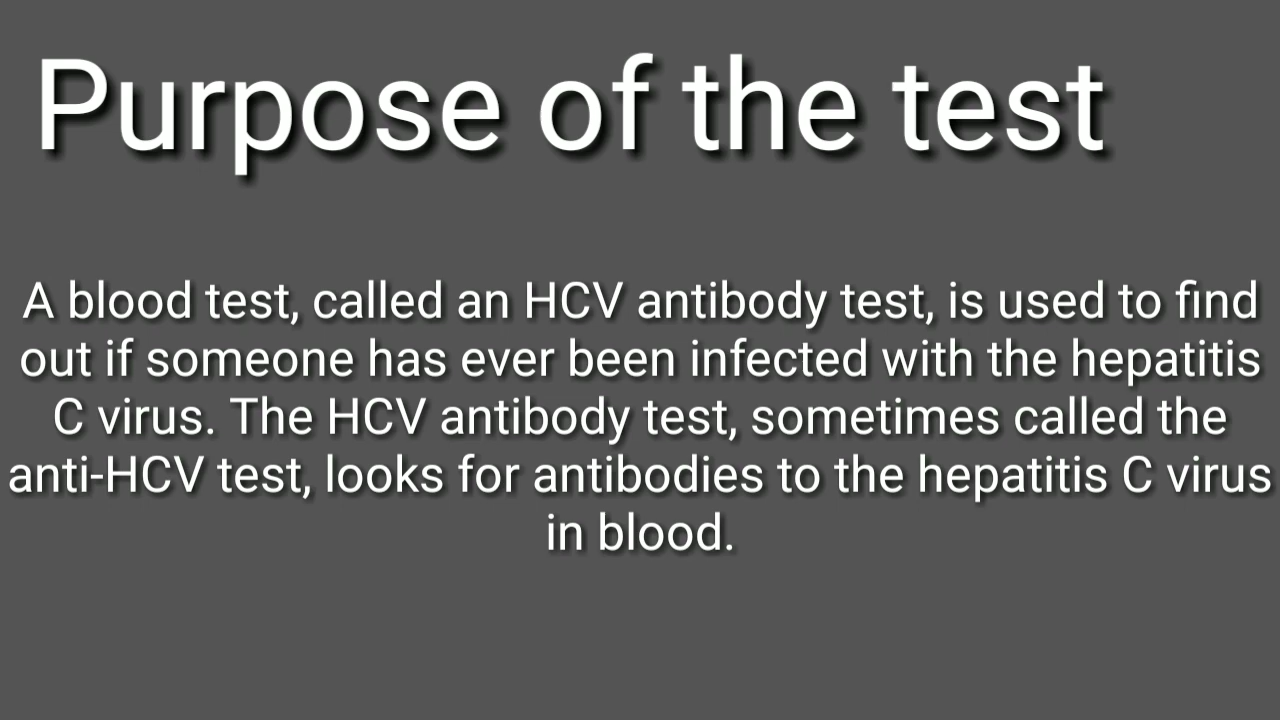 Purpose of the test
A blood test, called an HCV antibody test, is used to find
out if someone has ever been infected with the hepatitis
C virus. The HCV antibody test, sometimes called the
anti-HCV test, looks for antibodies to the hepatitis C virus
in blood.